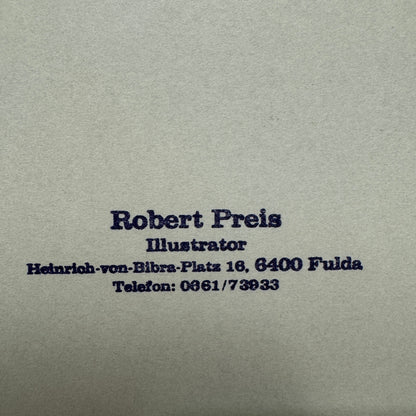 Robert Preis
Illustrator
Heinrich-von-Bibra-Platz 16, 6400 Fulda
Telefon: 0661/73933